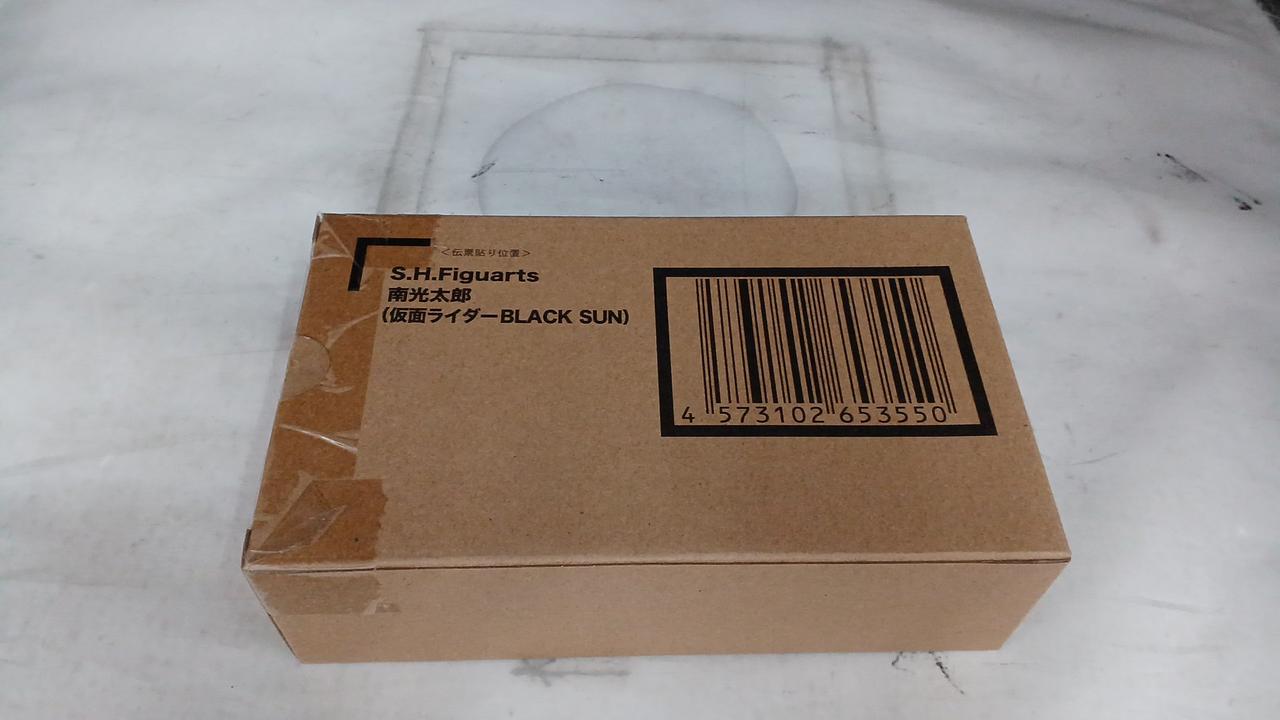 <伝票貼り位置>
S.H.Figuarts
南光太郎
(仮面ライダーBLACK SUN)
4 573102 653550